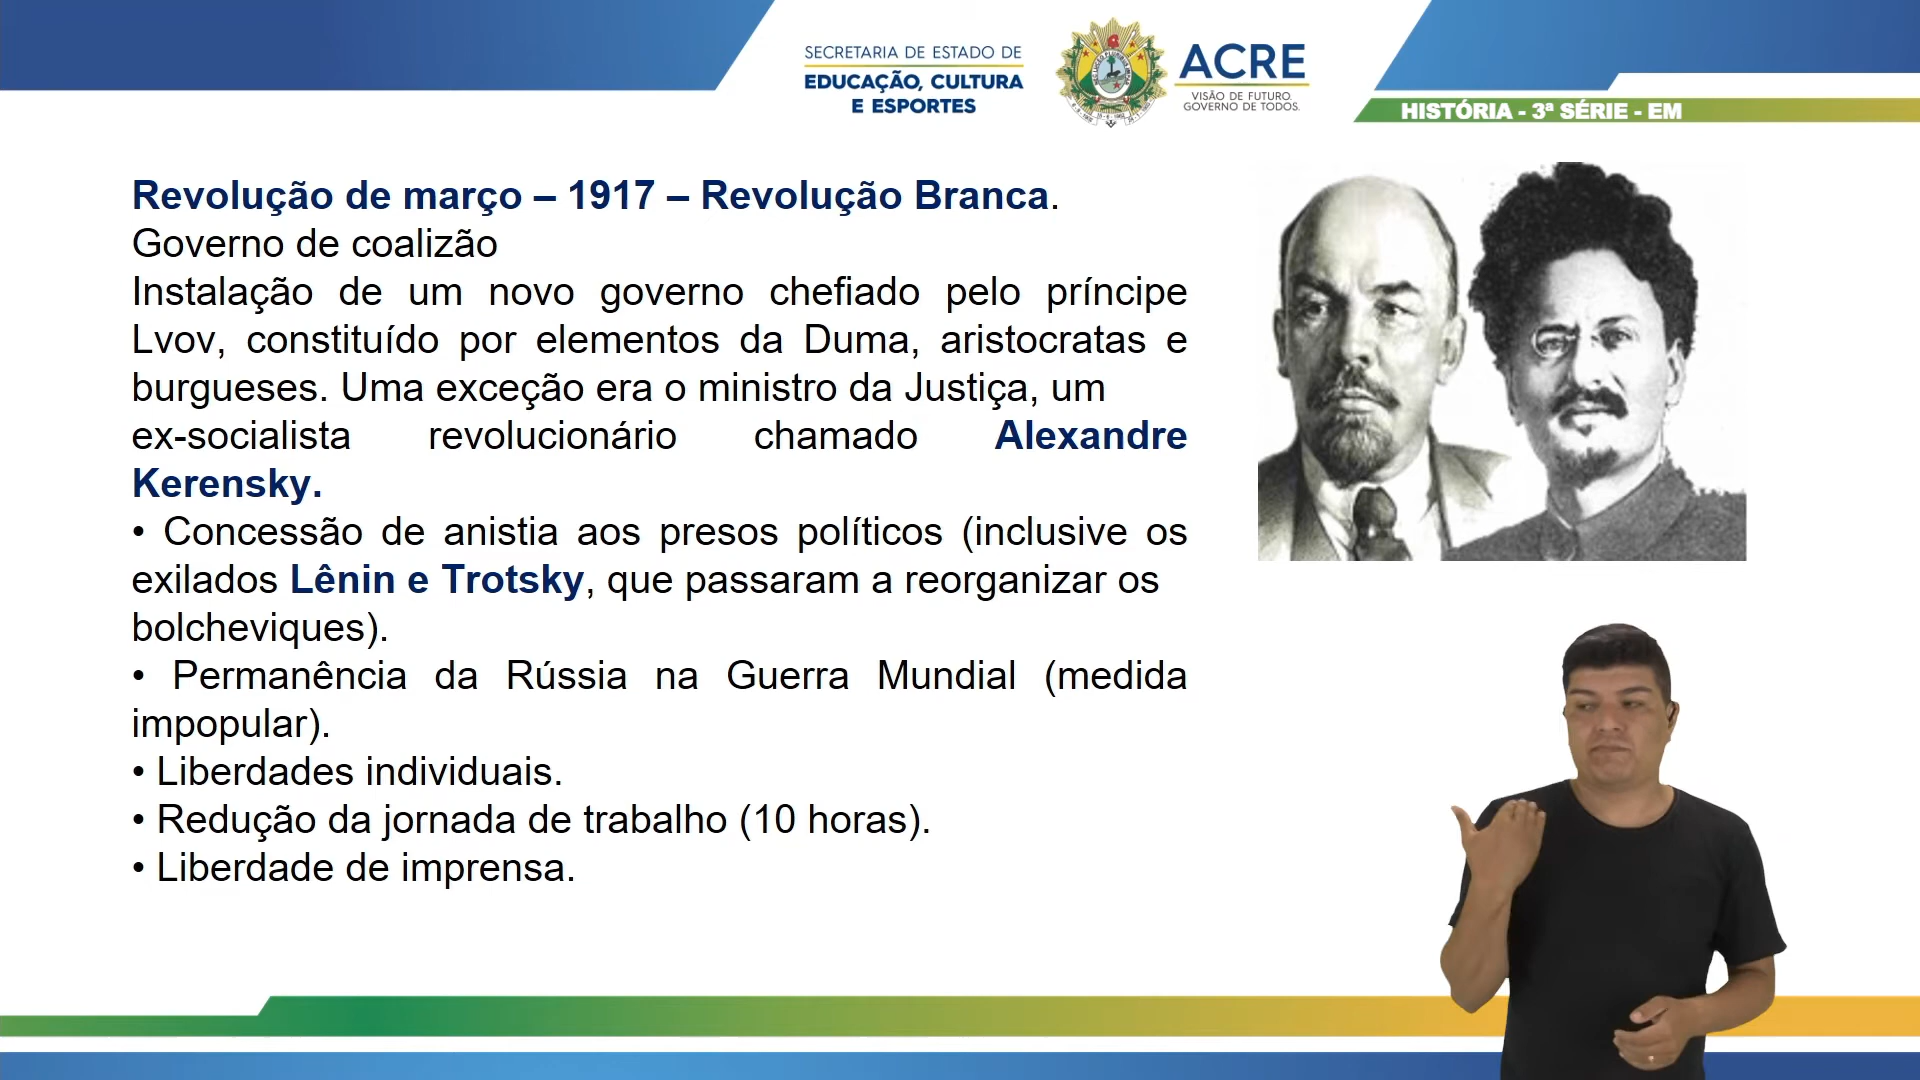 SECRETARIA DE ESTADO DE
EDUCAÇÃO, CULTURA
E ESPORTES
ACRE
VISÃO DE FUTURO.
GOVERNO DE TODOS.
HISTÓRIA - 3ª SÉRIE - EM
Revolução de março – 1917 – Revolução Branca.
Governo de coalizão
Instalação de um novo governo chefiado pelo príncipe
Lvov, constituído por elementos da Duma, aristocratas e
burgueses. Uma exceção era o ministro da Justiça, um
ex-socialista revolucionário chamado Alexandre
Kerensky.
• Concessão de anistia aos presos políticos (inclusive os
exilados Lênin e Trotsky, que passaram a reorganizar os
bolcheviques).
• Permanência da Rússia na Guerra Mundial (medida
impopular).
• Liberdades individuais.
• Redução da jornada de trabalho (10 horas).
• Liberdade de imprensa.